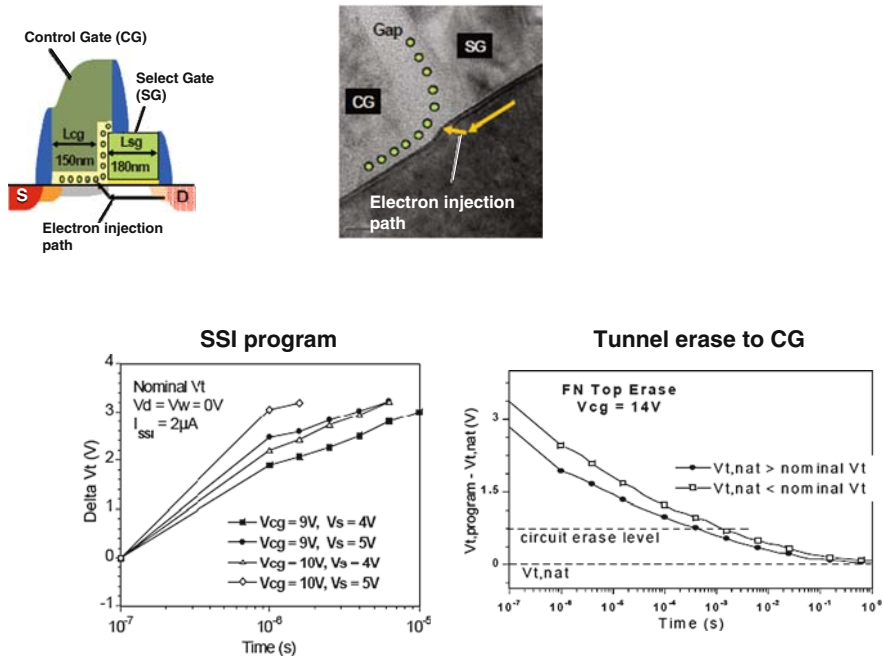 Control Gate (CG)
Select Gate
(SG)
Lcg
150nm
Lsg
180nm
S
D
Electron injection
path
Gap
SG
CG
Electron injection
path
SSI program
4
3
2
1
0
-1
Delta Vt (V)
Nominal Vt
Vd = Vw = 0V
I_SSI = 2µA
Vcg = 9V, Vs = 4V
Vcg = 9V, Vs = 5V
Vcg – 10V, Vs – 4V
Vcg = 10V, Vs = 5V
10^-7
10^-6
10^-5
Time (s)
Tunnel erase to CG
FN Top Erase
Vcg = 14V
Vt,program - Vt,nat (V)
3
1.5
0
Vt,nat > nominal Vt
Vt,nat < nominal Vt
circuit erase level
Vt,nat
10^-7
10^-6
10^-5
10^-4
10^-3
10^-2
10^-1
10^0
Time (s)